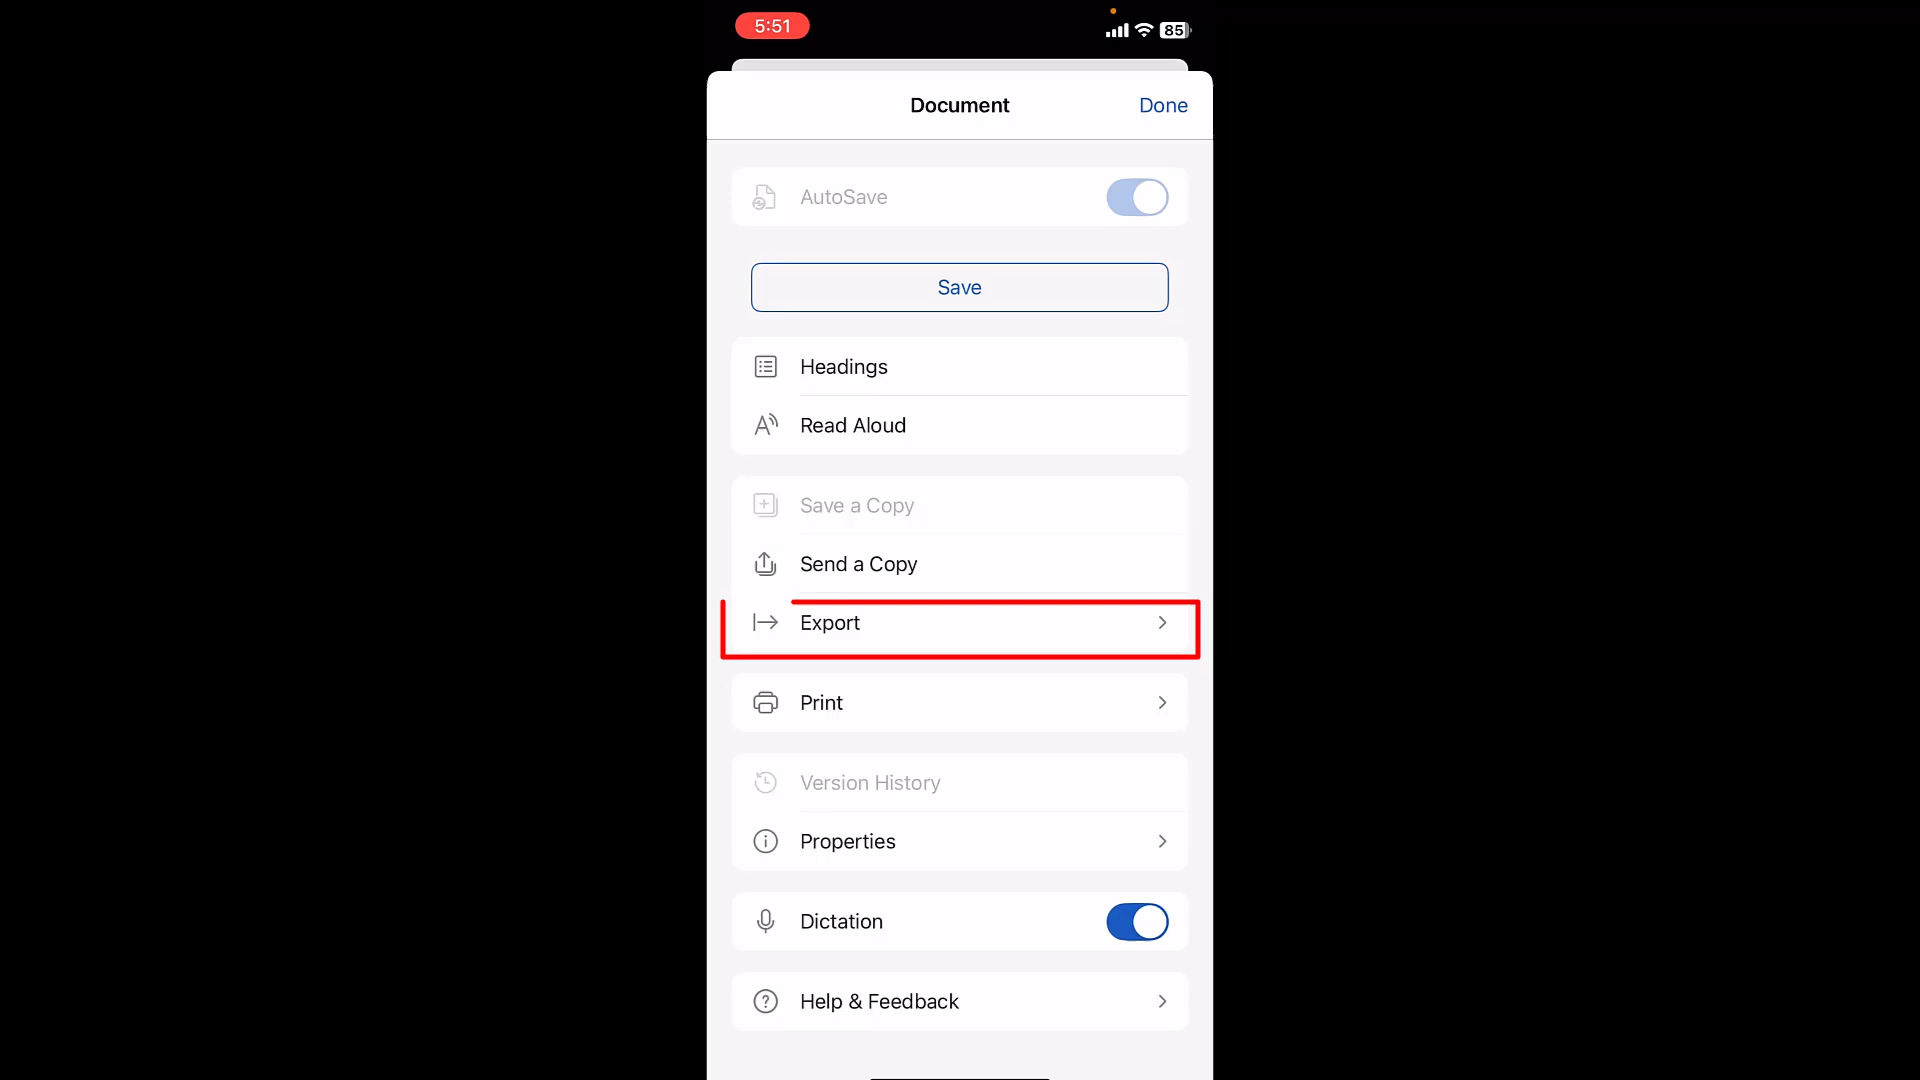 5:51
85
Document
Done
AutoSave
Save
Headings
Read Aloud
Save a Copy
Send a Copy
Export
Print
Version History
Properties
Dictation
Help & Feedback